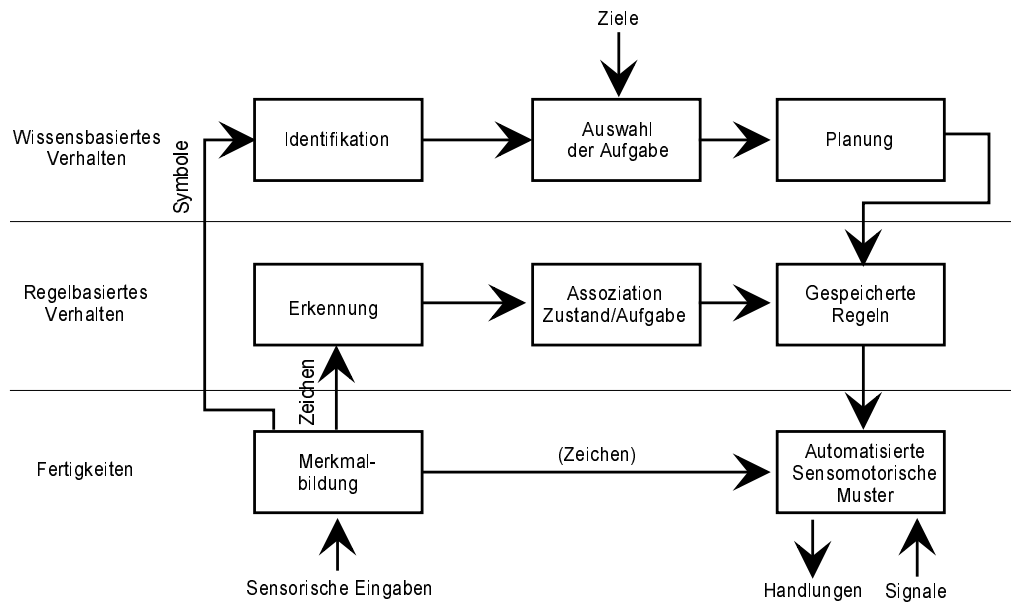 Ziele
Wissensbasiertes
Verhalten
Symbole
Identifikation
Auswahl
der Aufgabe
Planung
Regelbasiertes
Verhalten
Erkennung
Assoziation
Zustand/Aufgabe
Gespeicherte
Regeln
Zeichen
Fertigkeiten
Merkmal-
bildung
(Zeichen)
Automatisierte
Sensomotorische
Muster
Sensorische Eingaben
Handlungen
Signale